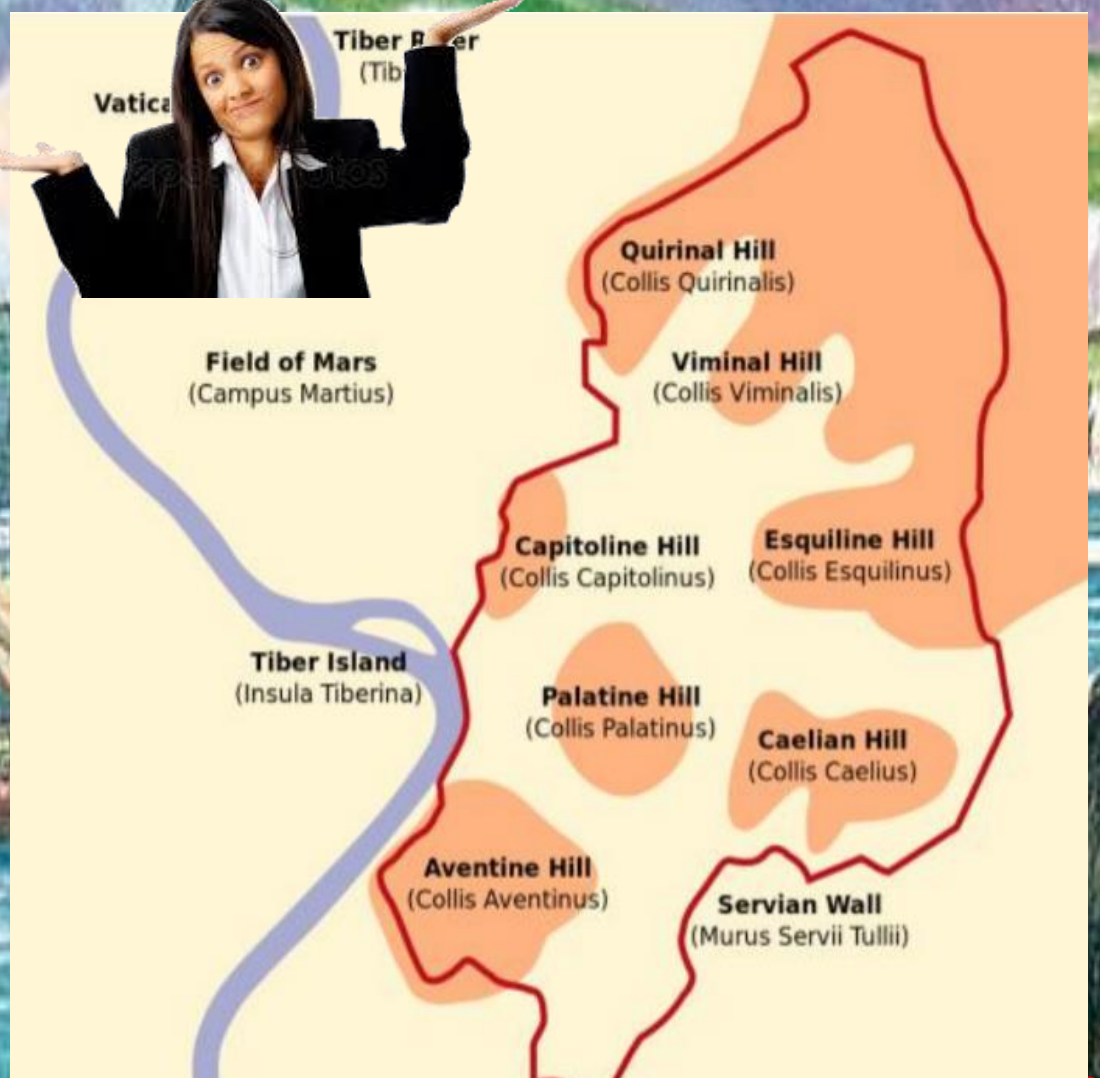 Tiber
(Tib
Quirinal Hill
(Collis Quirinalis)
Field of Mars
(Campus Martius)
Viminal Hill
(Collis Viminalis)
Capitoline Hill
(Collis Capitolinus)
Esquiline Hill
(Collis Esquilinus)
Tiber Island
(Insula Tiberina)
Palatine Hill
(Collis Palatinus)
Caelian Hill
(Collis Caelius)
Aventine Hill
(Collis Aventinus)
Servian Wall
(Murus Servii Tullii)